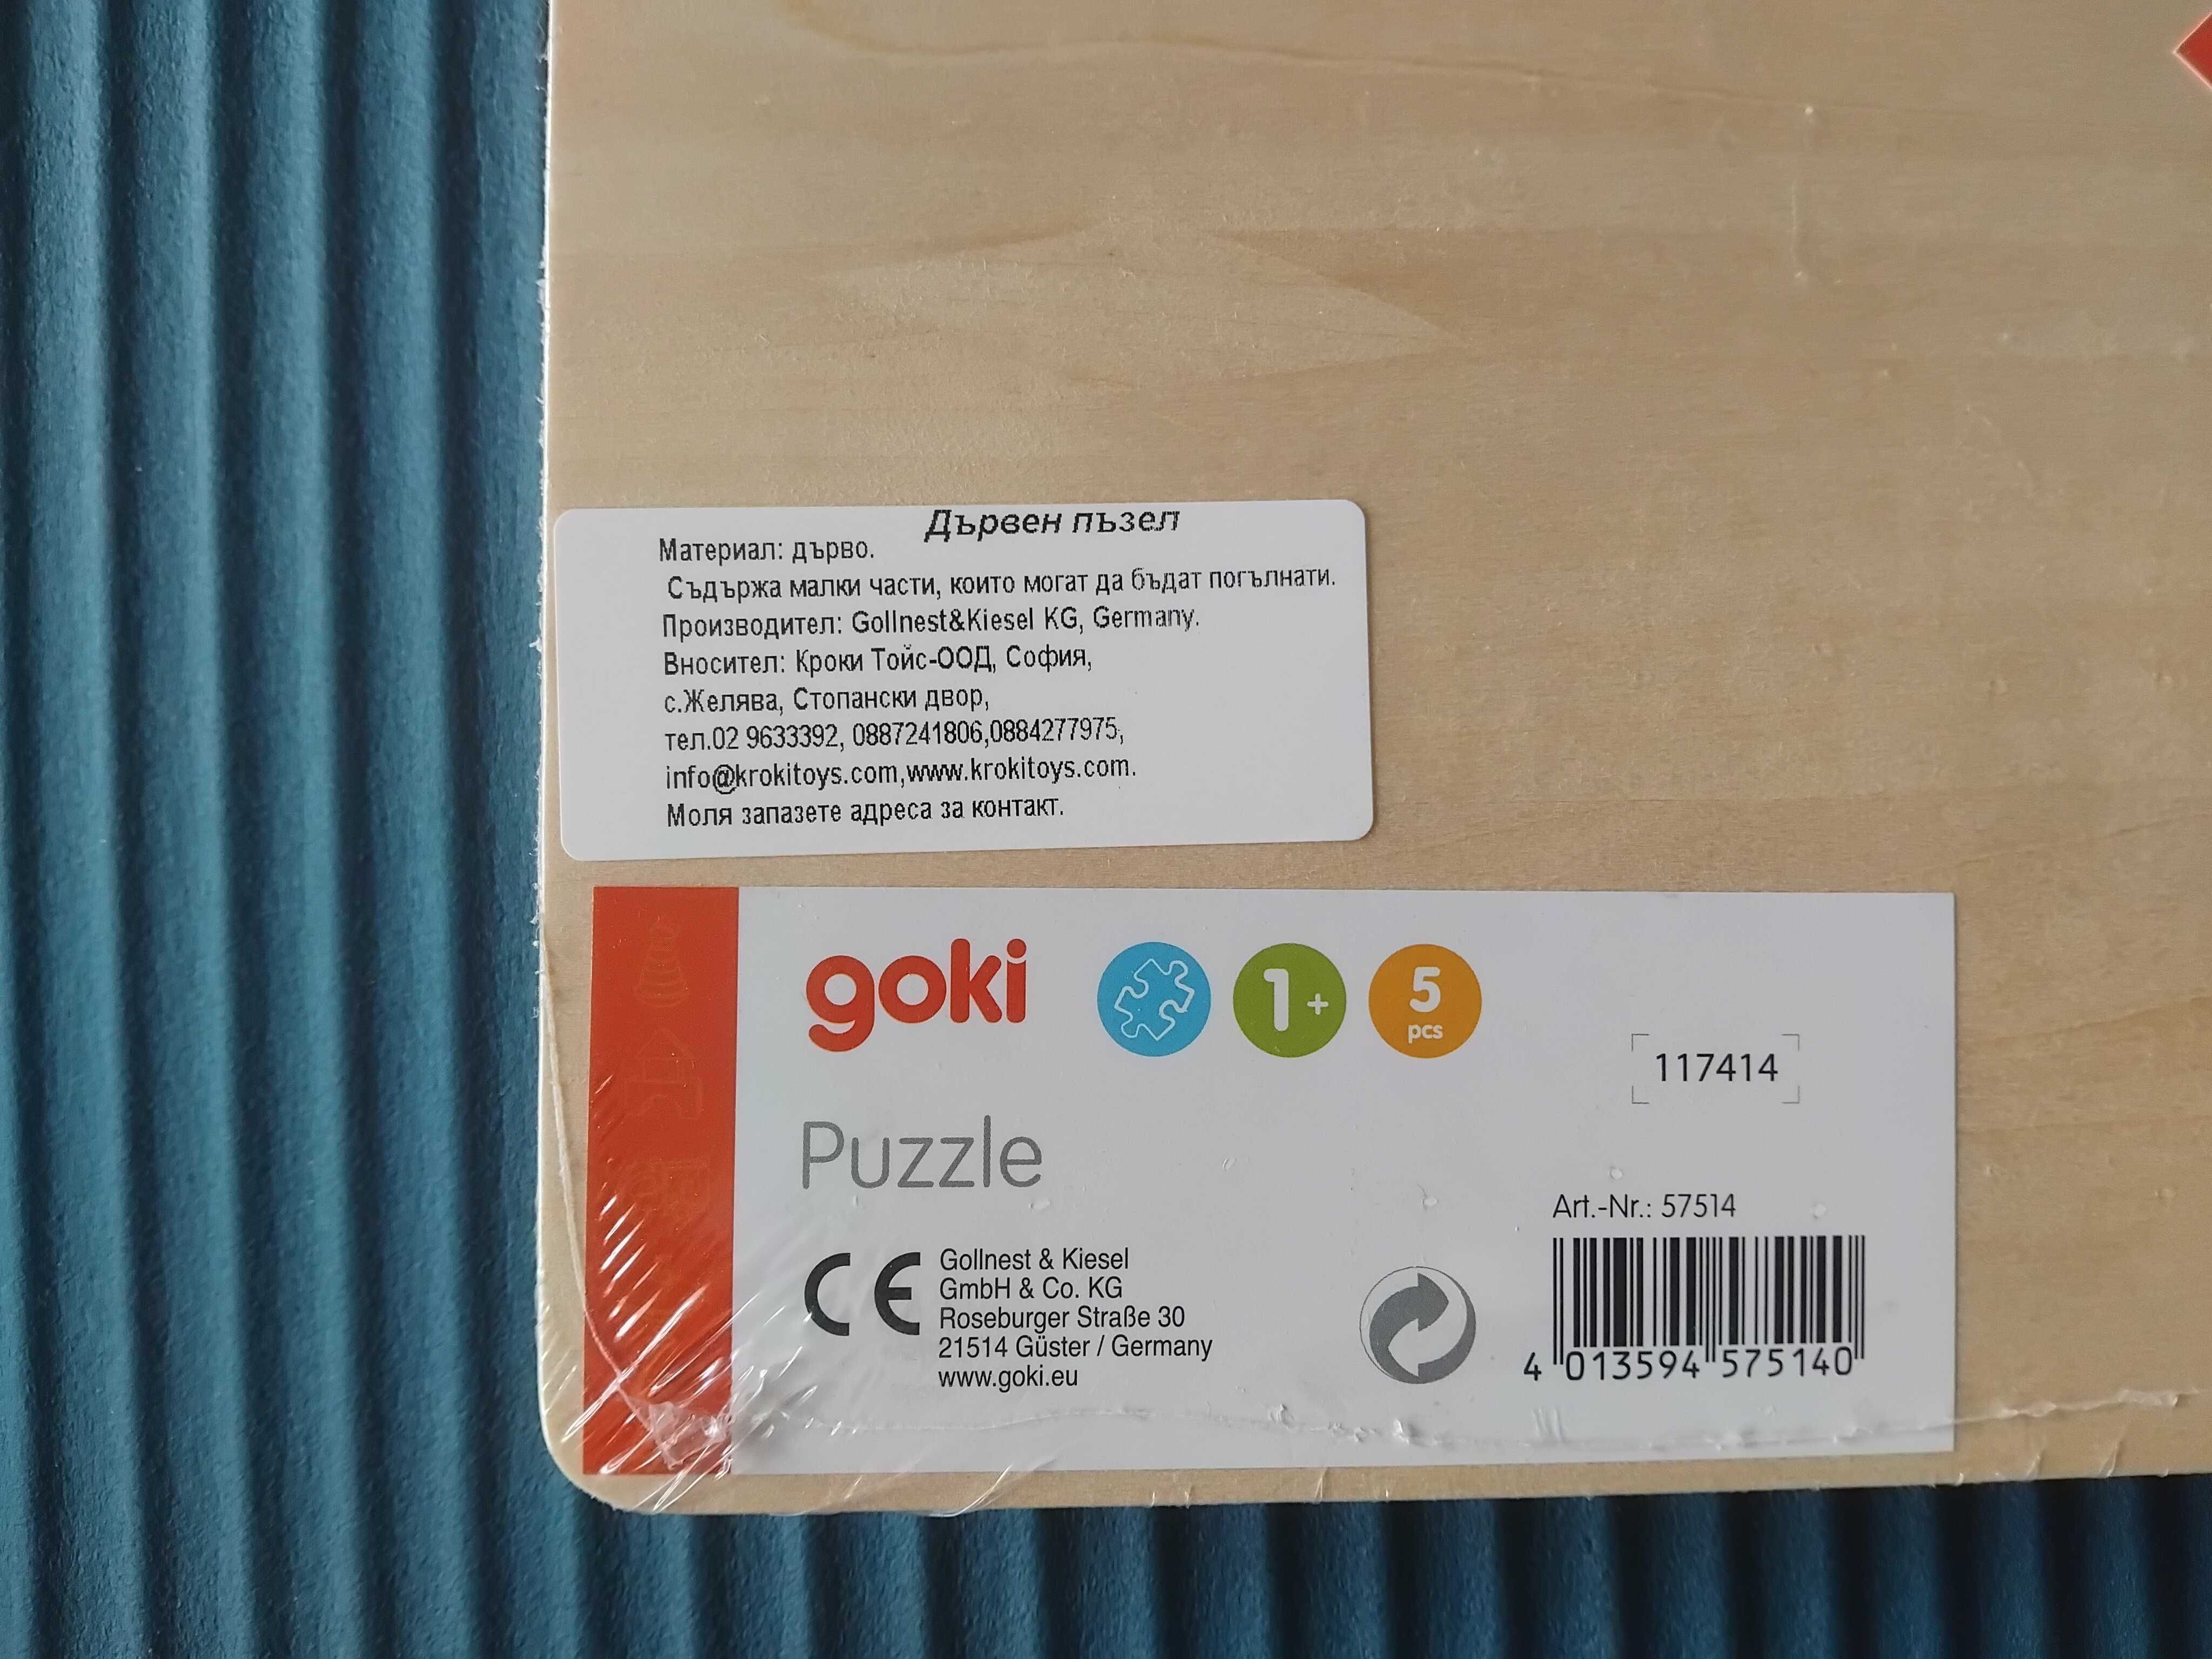 Дървен пъзел
Материал: дърво.
Съдържа малки части, които могат да бъдат погълнати.
Производител: Gollnest&Kiesel KG, Germany.
Вносител: Кроки Тойс-ООД, София,
с.Желява, Стопански двор,
тел.02 9633392, 0887241806,0884277975,
info@krokitoys.com,www.krokitoys.com.
Моля запазете адреса за контакт.
goki
1+
5
pcs
117414
Puzzle
Art.-Nr.: 57514
CE
Gollnest & Kiesel
GmbH & Co. KG
Roseburger Straße 30
21514 Güster / Germany
www.goki.eu
4 013594 575140